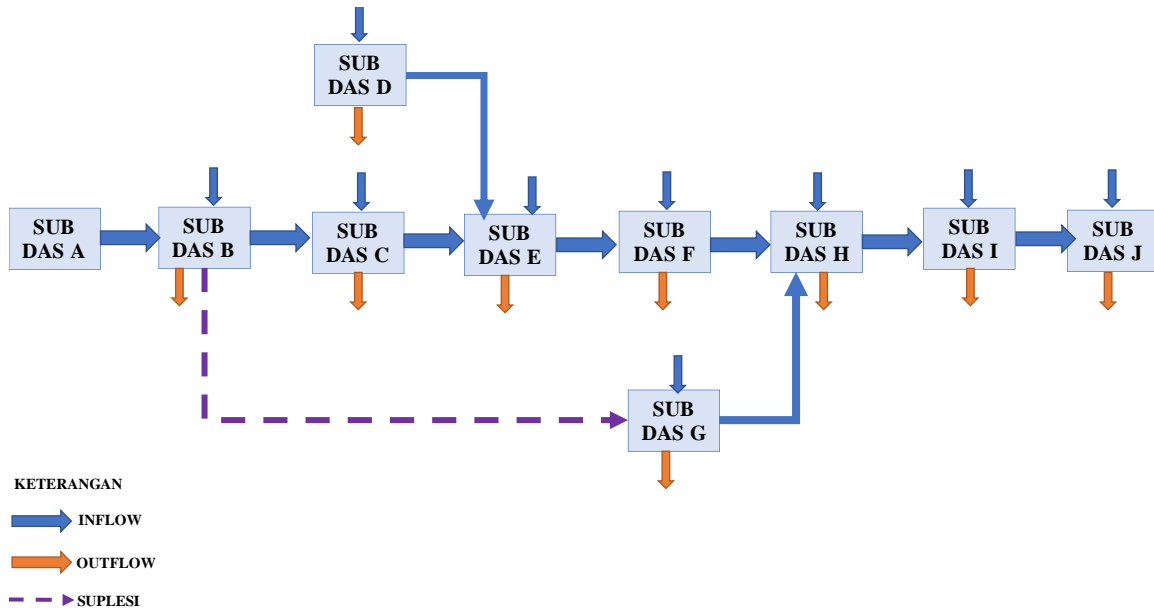 SUB
DAS D
SUB
DAS A
SUB
DAS B
SUB
DAS C
SUB
DAS E
SUB
DAS F
SUB
DAS H
SUB
DAS I
SUB
DAS J
SUB
DAS G
KETERANGAN
INFLOW
OUTFLOW
SUPLESI